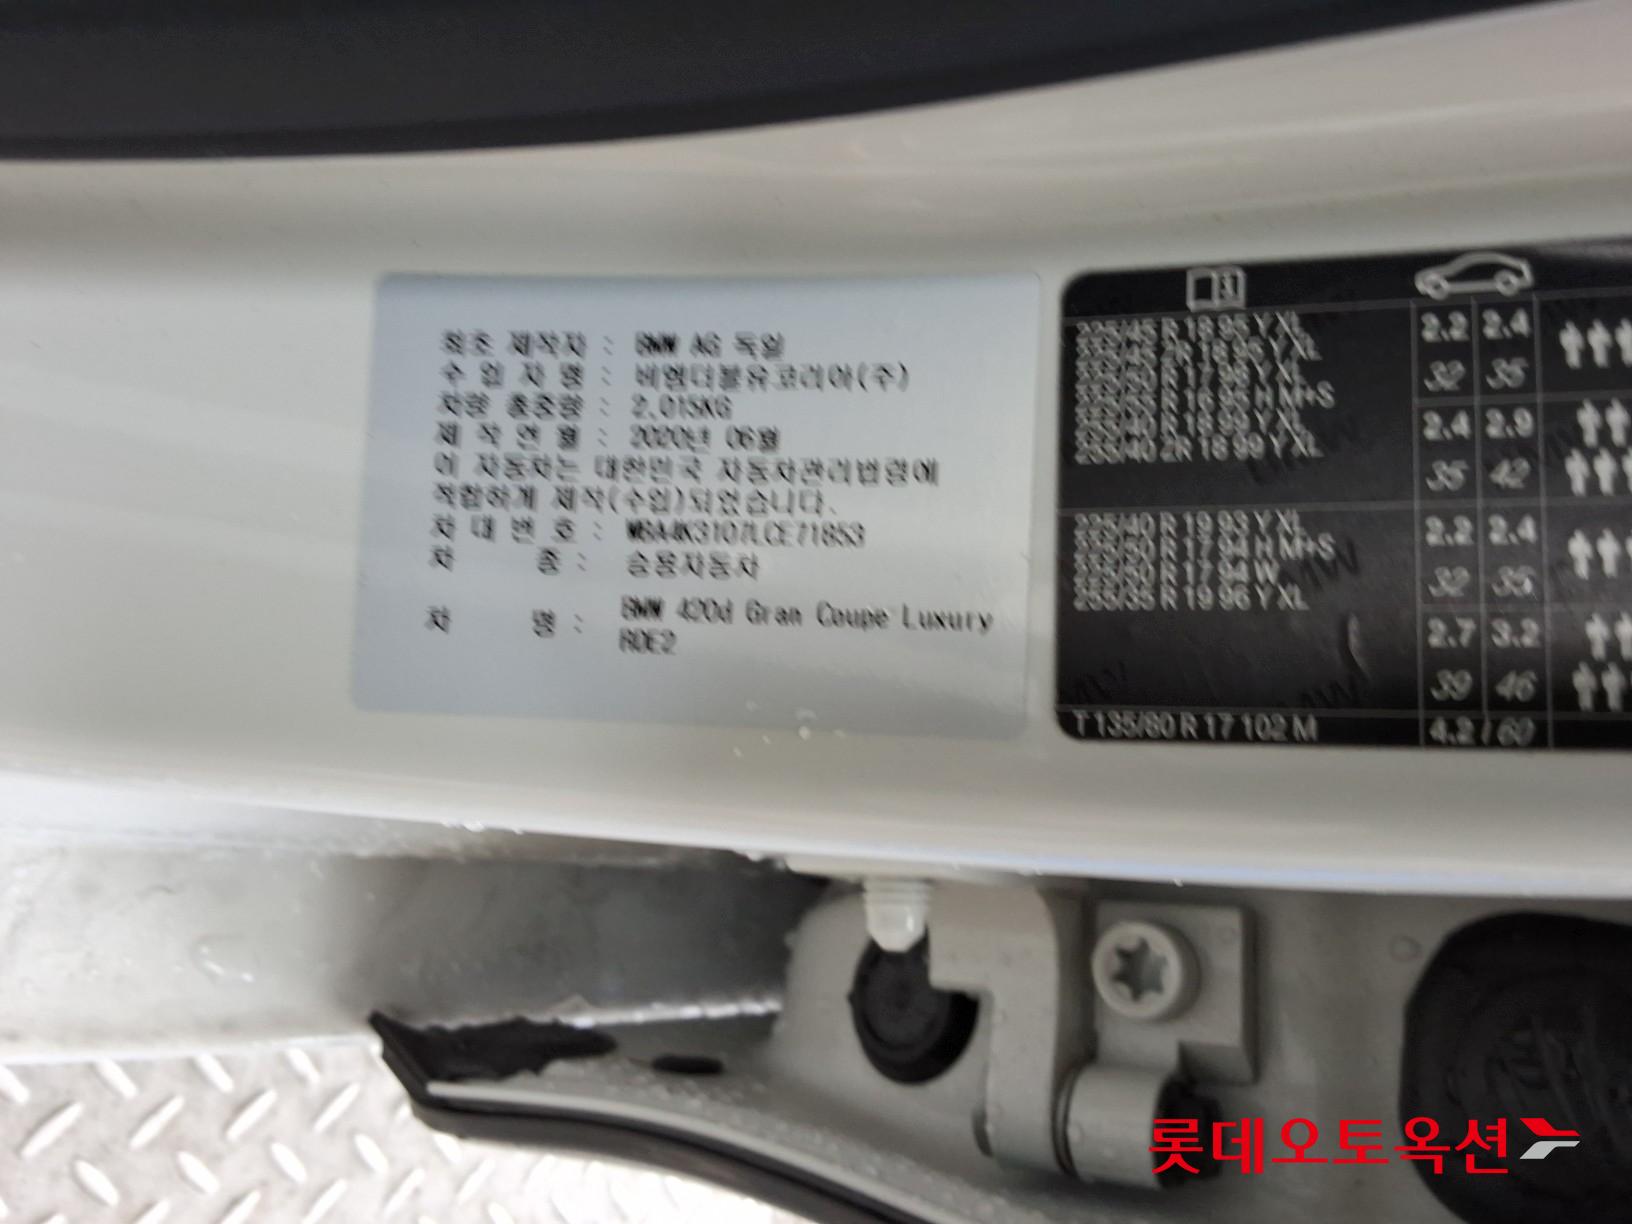 최초 제작자 : BMW AG 독일
수 입 자 명 : 비엠더블유코리아(주)
차량 총중량 : 2,015KG
제 작 연 월 : 2020년 06월
이 자동차는 대한민국 자동차관리법령에
적합하게 제작(수입)되었습니다.
차 대 번 호 : WBA4K3107LCE71853
차 종 : 승용자동차
차 명 : BMW 420d Gran Coupe Luxury
225/45 R 18 95 Y XL
2.2 2.4
32 35
2.4 2.9
35 42
225/40 R 19 93 Y XL
2.2 2.4
32 35
255/35 R 19 96 Y XL
2.7 3.2
39 46
T 135/80 R 17 102 M
4.2 / 60
롯데오토옥션